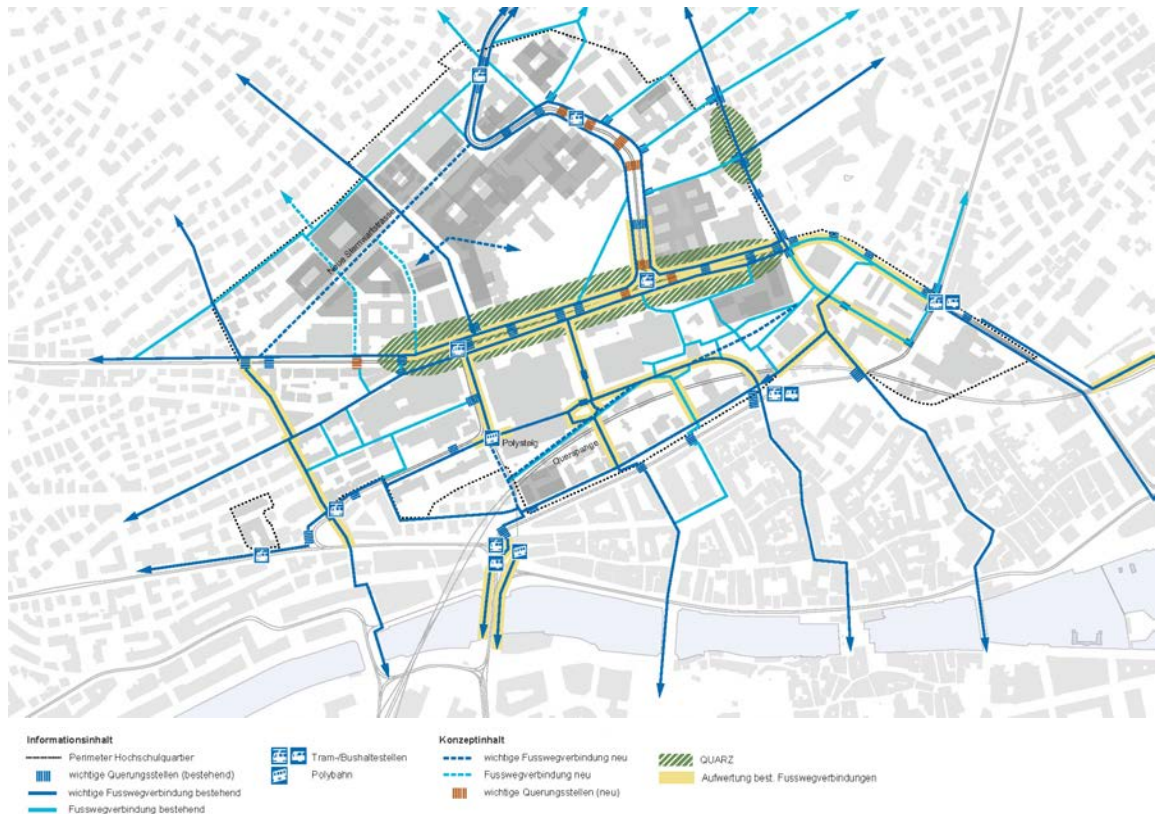 Neue Sternwartstrasse
Polysteig
Querspange
Informationsinhalt
Perimeter Hochschulquartier
wichtige Querungsstellen (bestehend)
wichtige Fusswegverbindung bestehend
Fusswegverbindung bestehend
Tram-/Bushaltestellen
Polybahn
Konzeptinhalt
wichtige Fusswegverbindung neu
Fusswegverbindung neu
wichtige Querungsstellen (neu)
QUARZ
Aufwertung best. Fusswegverbindungen